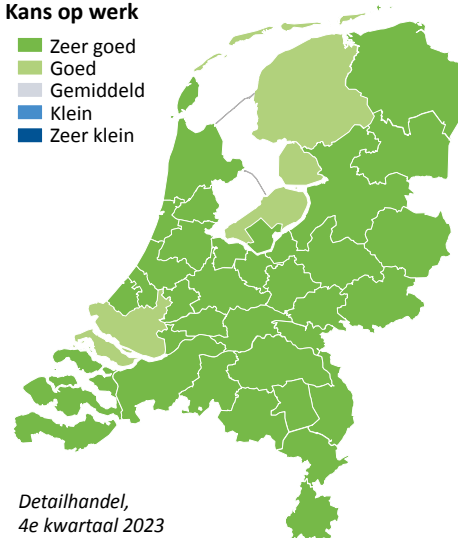 Kans op werk
Zeer goed
Goed
Gemiddeld
Klein
Zeer klein
Detailhandel,
4e kwartaal 2023